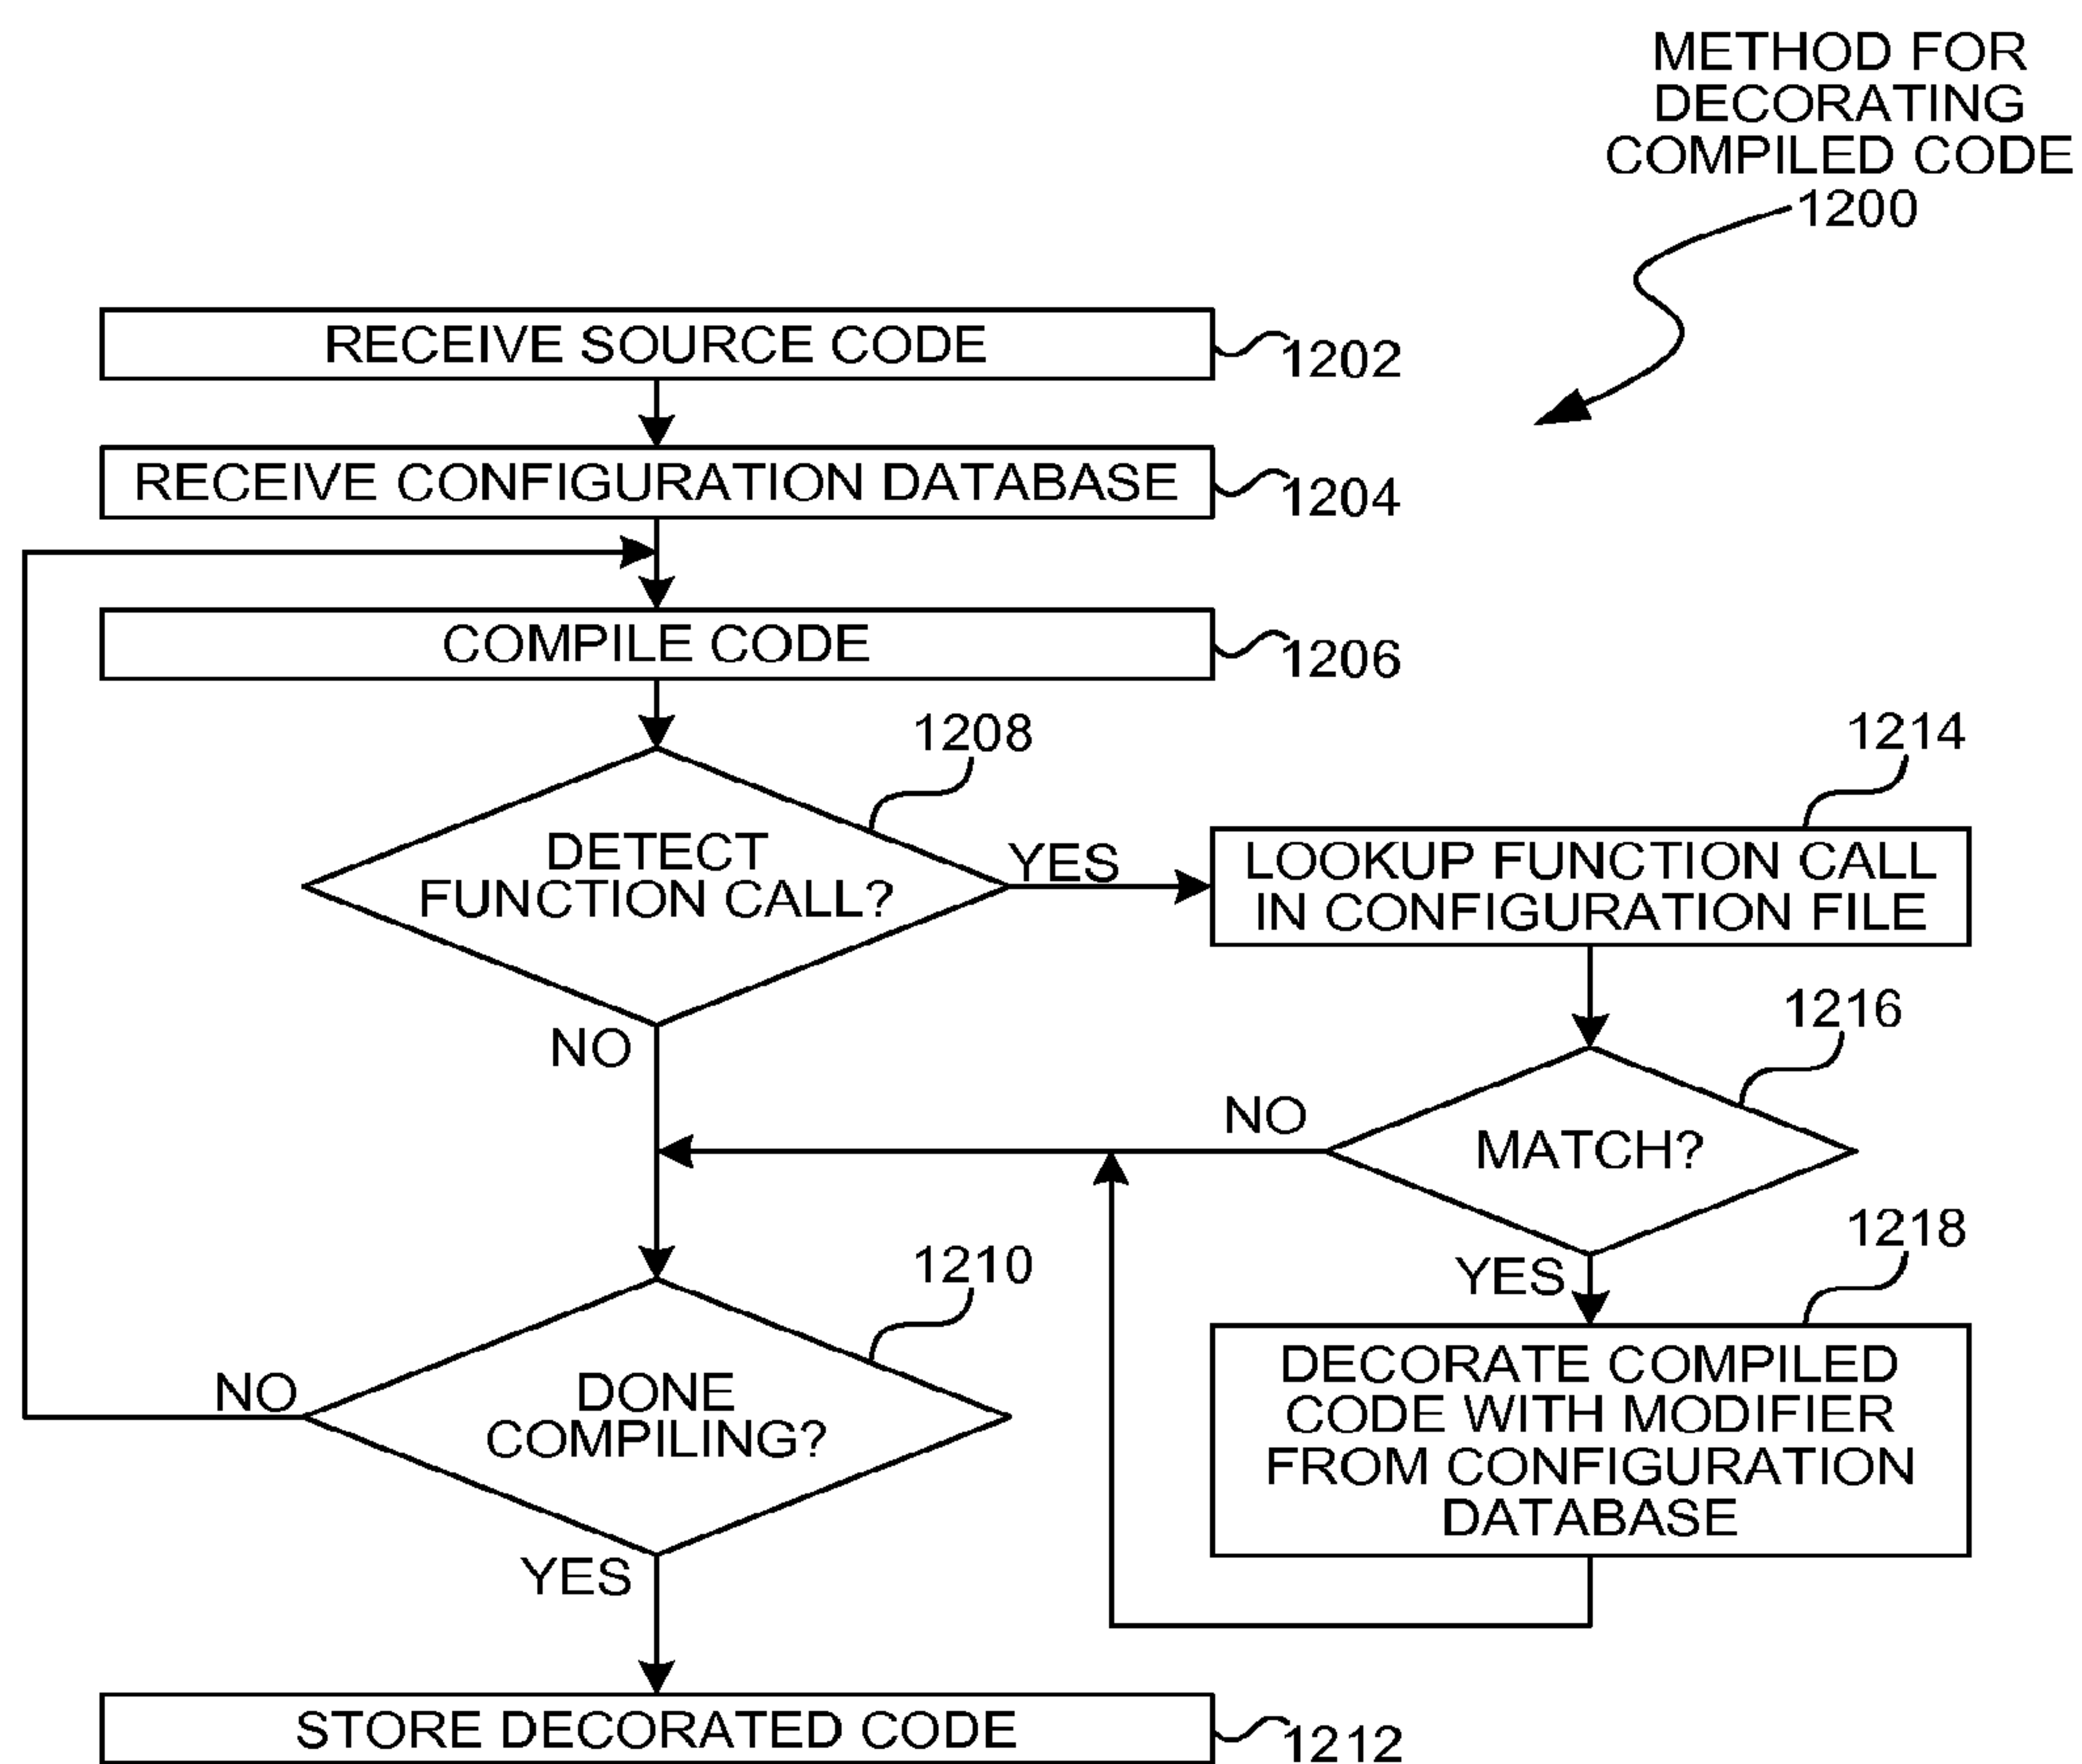 METHOD FOR
DECORATING
COMPILED CODE
1200
RECEIVE SOURCE CODE
1202
RECEIVE CONFIGURATION DATABASE
1204
COMPILE CODE
1206
1208
DETECT
FUNCTION CALL?
YES
NO
1214
LOOKUP FUNCTION CALL
IN CONFIGURATION FILE
1216
MATCH?
NO
YES
1218
DECORATE COMPILED
CODE WITH MODIFIER
FROM CONFIGURATION
DATABASE
1210
DONE
COMPILING?
NO
YES
STORE DECORATED CODE
1212